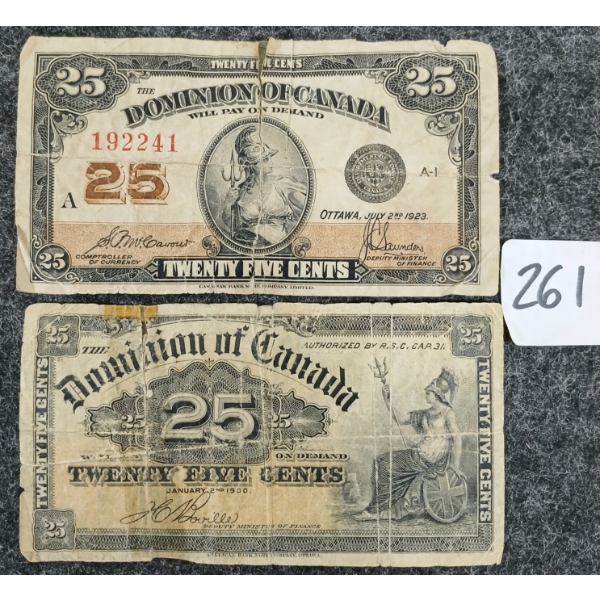 25 TWENTY FIVE CENTS 25
THE
DOMINION OF CANADA
WILL PAY ON DEMAND
192241
A 25
A-1
OTTAWA, JULY 2ND 1923.
COMPTROLLER
OF CURRENCY
J.C. Saunders
DEPUTY MINISTER
OF FINANCE
25 TWENTY FIVE CENTS 25
261
25 25
THE
Dominion of Canada
AUTHORIZED BY R.S.C. CAP. 31.
TWENTY FIVE CENTS
25 25 25
ON DEMAND
TWENTY FIVE CENTS
JANUARY 2ND 1900.
DEPUTY MINISTER OF FINANCE
TWENTY FIVE CENTS
25 25